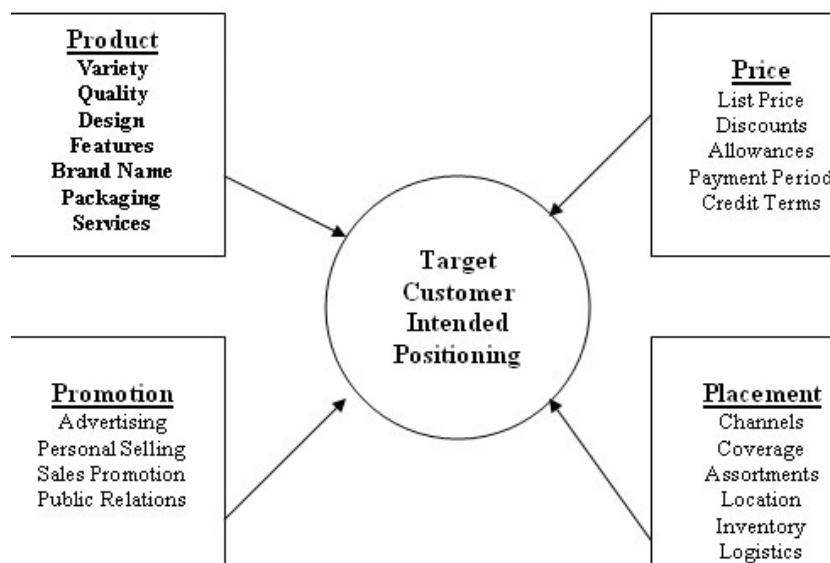 Product
Variety
Quality
Design
Features
Brand Name
Packaging
Services
Price
List Price
Discounts
Allowances
Payment Period
Credit Terms
Target
Customer
Intended
Positioning
Promotion
Advertising
Personal Selling
Sales Promotion
Public Relations
Placement
Channels
Coverage
Assortments
Location
Inventory
Logistics